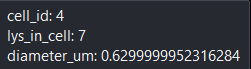 cell_id: 4
lys_in_cell: 7
diameter_um: 0.6299999952316284